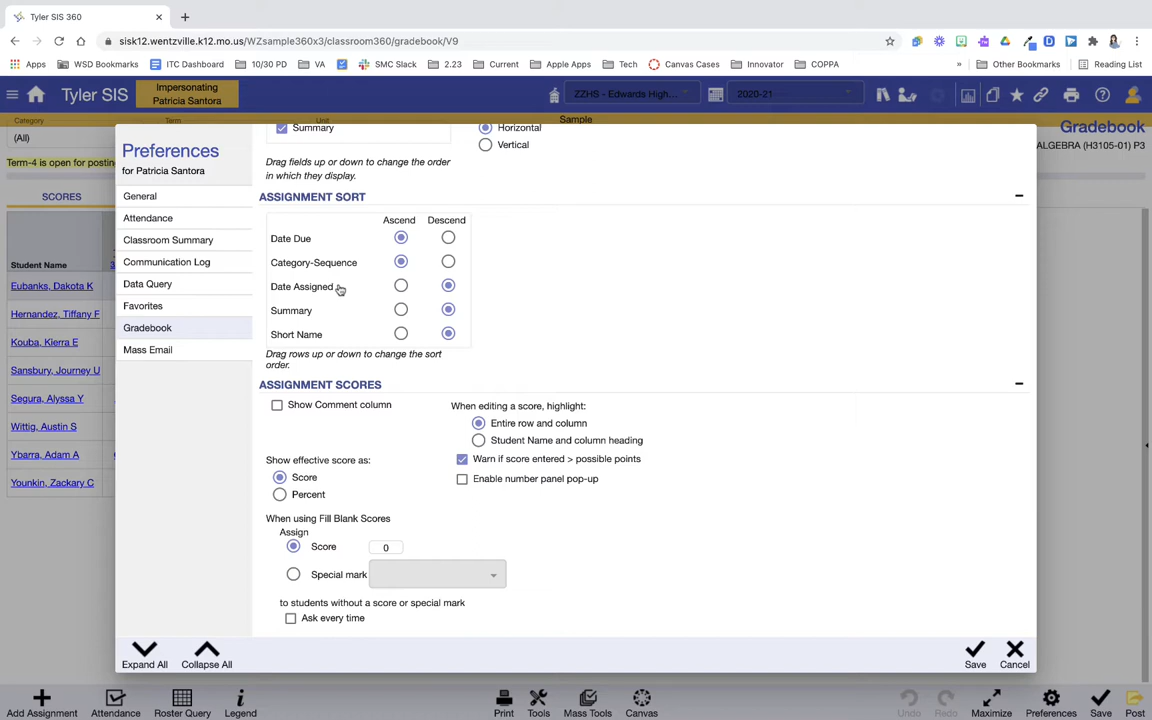 Tyler SIS 360
sisk12.wentzville.k12.mo.us/WZsample360x3/classroom360/gradebook/V9
Apps WSD Bookmarks ITC Dashboard 10/30 PD VA SMC Slack 2.23 Current Apple Apps Tech Canvas Cases Innovator COPPA » Other Bookmarks Reading List
Tyler SIS
Impersonating
Patricia Santora
ZZHS - Edwards High...
2020-21
Category Term Unit Sample
(All)
Gradebook
ALGEBRA (H3105-01) P3
Term-4 is open for postin
SCORES
Student Name
Eubanks, Dakota K
Hernandez, Tiffany F
Kouba, Kierra E
Sansbury, Journey U
Segura, Alyssa Y
Wittig, Austin S
Ybarra, Adam A
Younkin, Zackary C
Preferences
for Patricia Santora
General
Attendance
Classroom Summary
Communication Log
Data Query
Favorites
Gradebook
Mass Email
Summary
Horizontal
Vertical
Drag fields up or down to change the order
in which they display.
ASSIGNMENT SORT
Ascend Descend
Date Due
Category-Sequence
Date Assigned
Summary
Short Name
Drag rows up or down to change the sort
order.
ASSIGNMENT SCORES
Show Comment column
When editing a score, highlight:
Entire row and column
Student Name and column heading
Warn if score entered > possible points
Enable number panel pop-up
Show effective score as:
Score
Percent
When using Fill Blank Scores
Assign
Score 0
Special mark
to students without a score or special mark
Ask every time
Expand All Collapse All Save Cancel
Add Assignment Attendance Roster Query Legend Print Tools Mass Tools Canvas Undo Redo Maximize Preferences Save Post